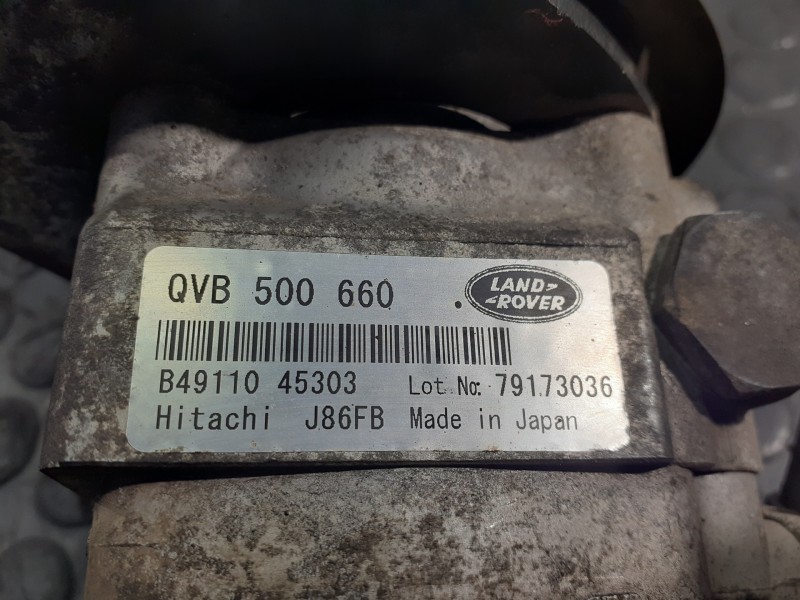 QVB 500 660
LAND
ROVER
B49110 45303 Lot No: 79173036
Hitachi J86FB Made in Japan